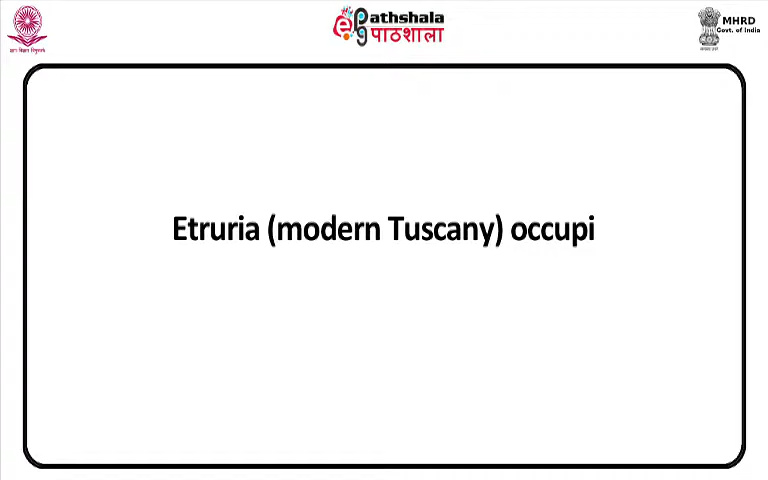 ePathshala
पाठशाला
MHRD
Govt. of India
Etruria (modern Tuscany) occupi